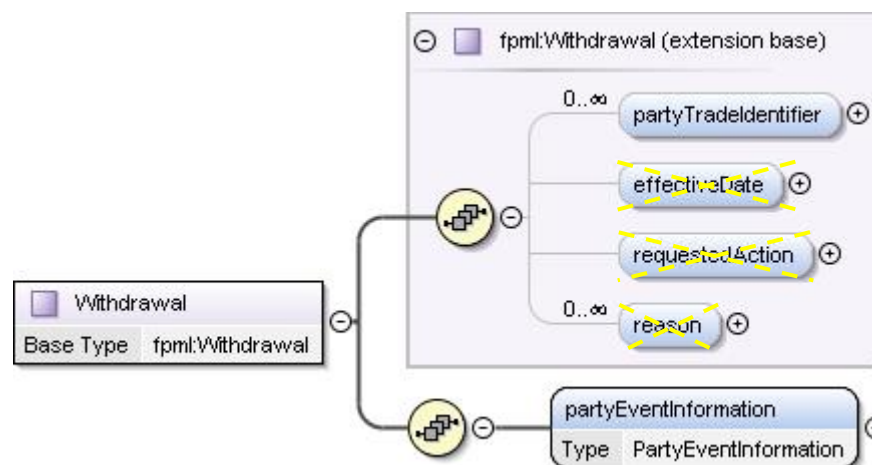 fpml:Withdrawal (extension base)
0..∞
partyTradeIdentifier
effectiveDate
requestedAction
0..∞
reason
Withdrawal
Base Type fpml:Withdrawal
partyEventInformation
Type PartyEventInformation